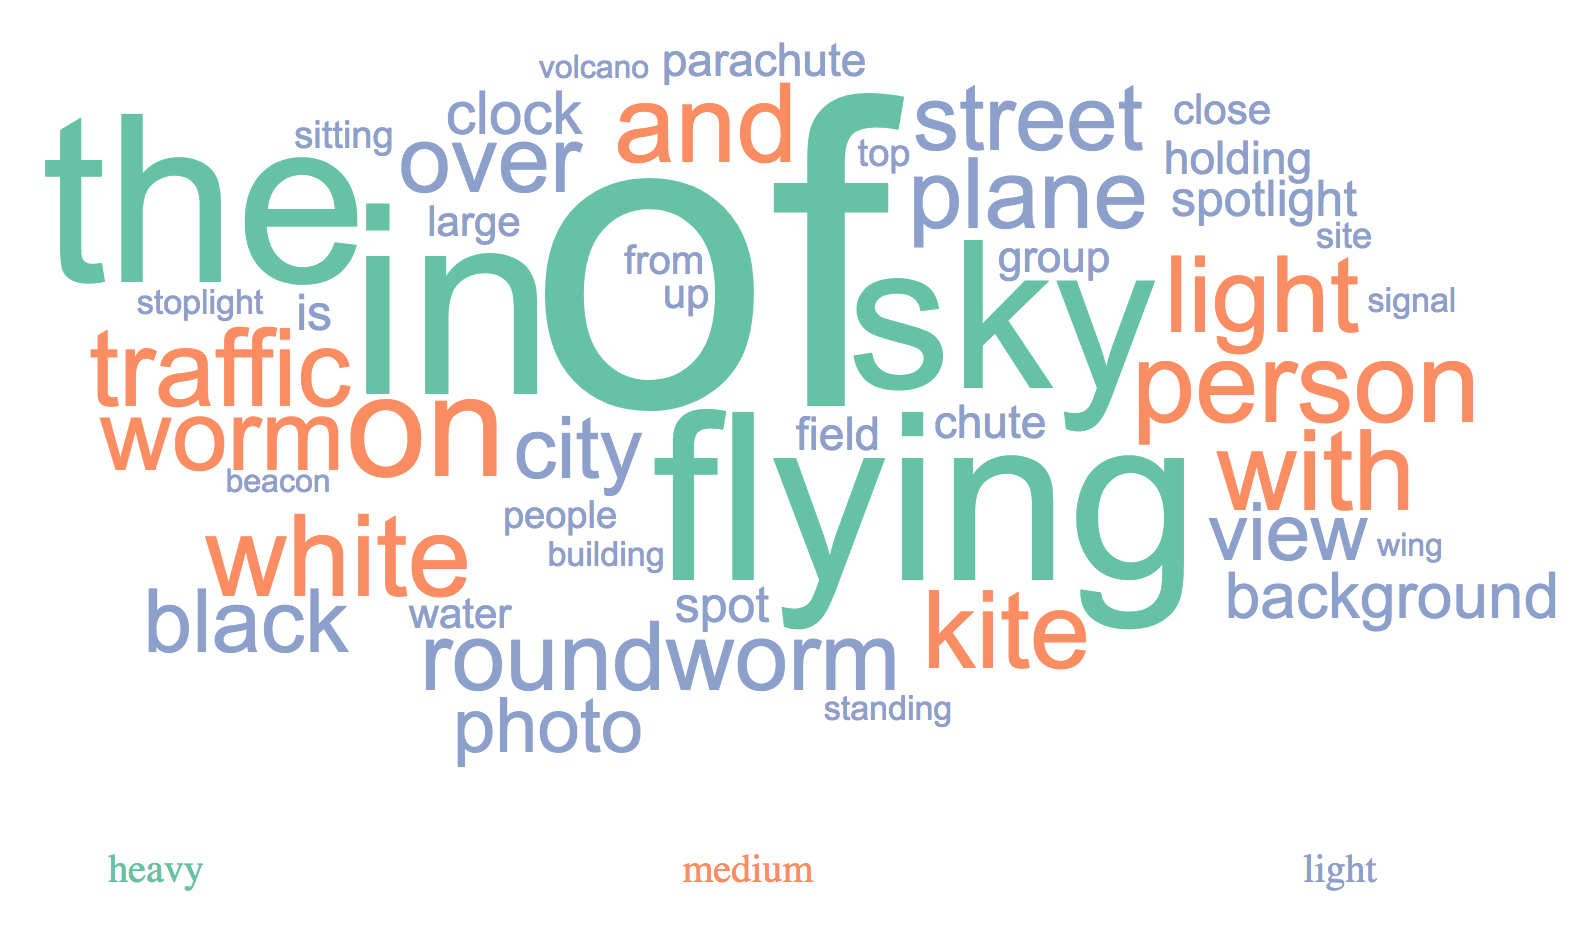 volcano parachute
clock and street close
sitting over top holding
the large plane spotlight
in of site
from group
up sky light signal
stoplight is
traffic person
worm on city field chute
beacon flying with
people view wing
white building
black water spot kite background
roundworm
photo standing
heavy medium light